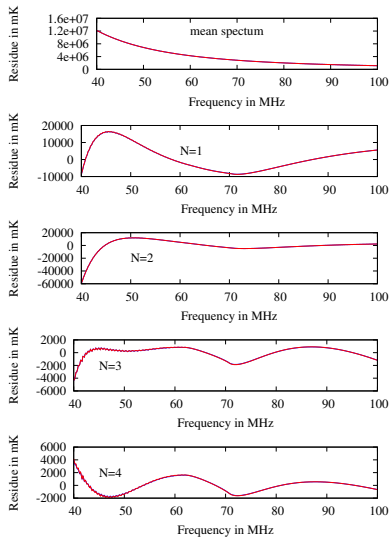 Residue in mK
1.6e+07
1.2e+07
8e+06
4e+06
0
mean spectum
40 50 60 70 80 90 100
Frequency in MHz
Residue in mK
20000
10000
0
-10000
N=1
40 50 60 70 80 90 100
Frequency in MHz
Residue in mK
20000
0
-20000
-40000
-60000
N=2
40 50 60 70 80 90 100
Frequency in MHz
Residue in mK
2000
0
-2000
-4000
-6000
N=3
40 50 60 70 80 90 100
Frequency in MHz
Residue in mK
6000
4000
2000
0
-2000
N=4
40 50 60 70 80 90 100
Frequency in MHz